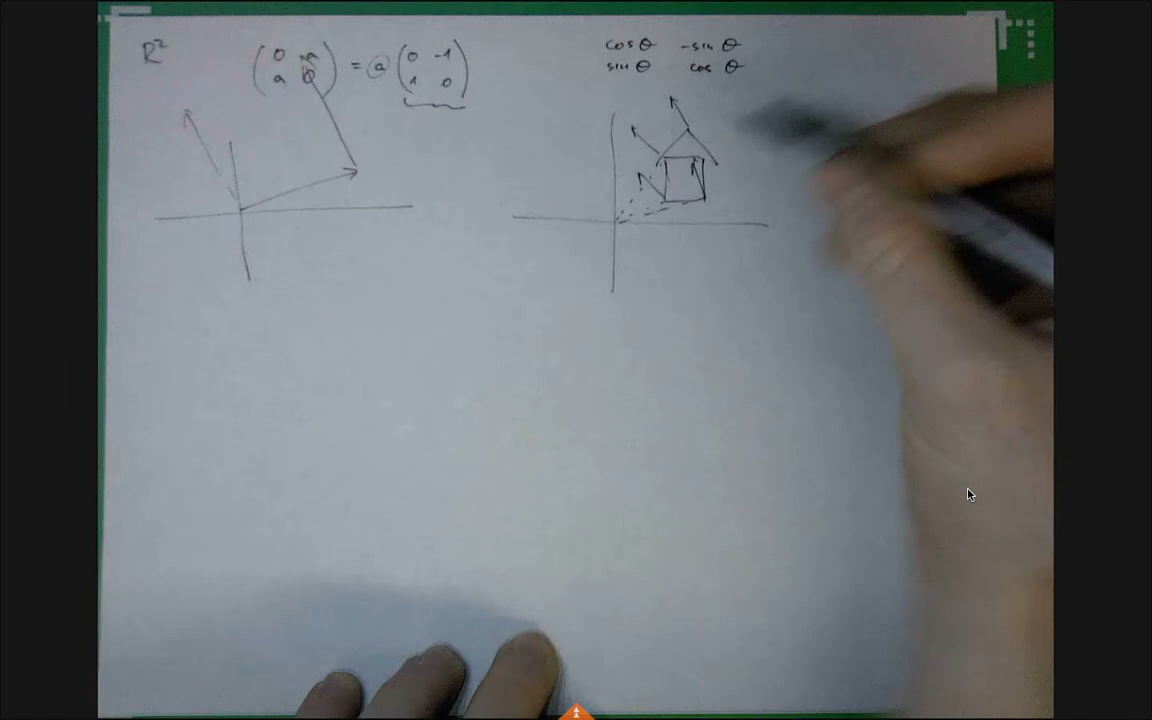 R²
( 0 -a ) = a ( 0 -1 )
( a 0 ) ( 1 0 )
cos θ -sin θ
sin θ cos θ